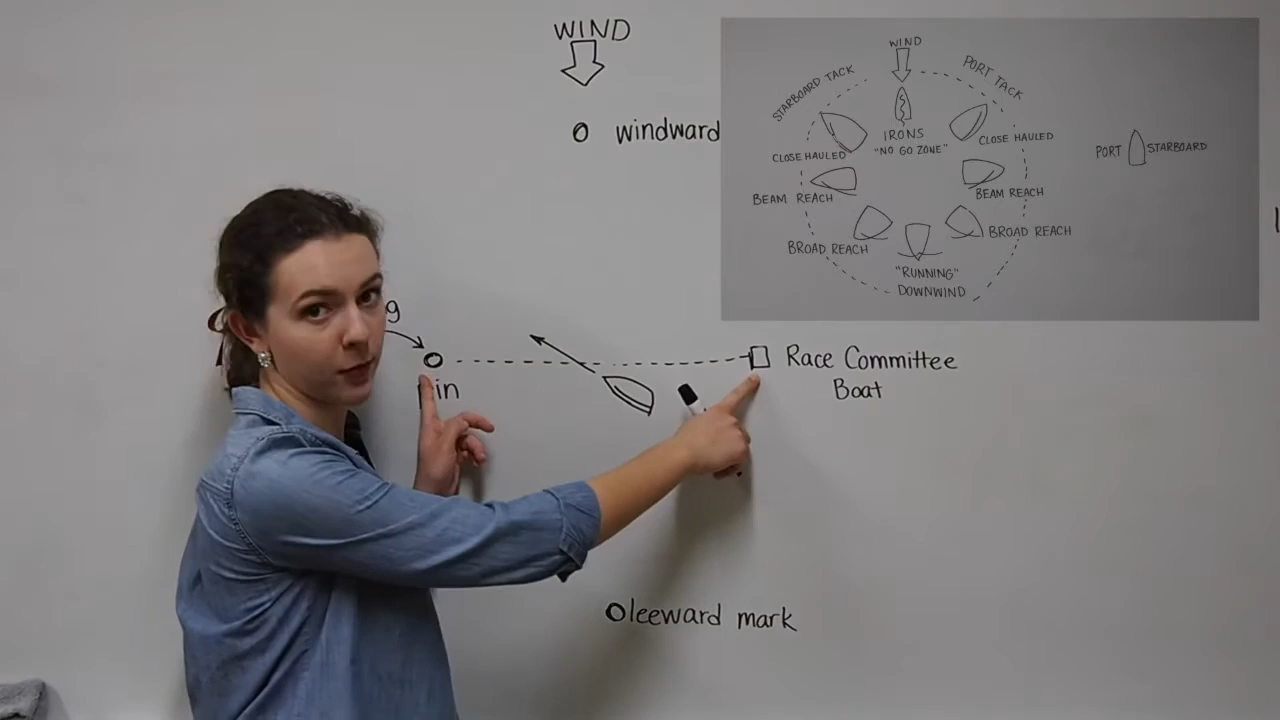 WIND
windward
pin
Race Committee
Boat
leeward mark
WIND
STARBOARD TACK
PORT TACK
IRONS
"NO GO ZONE"
CLOSE HAULED
CLOSE HAULED
BEAM REACH
BEAM REACH
BROAD REACH
BROAD REACH
"RUNNING"
DOWNWIND
PORT
STARBOARD